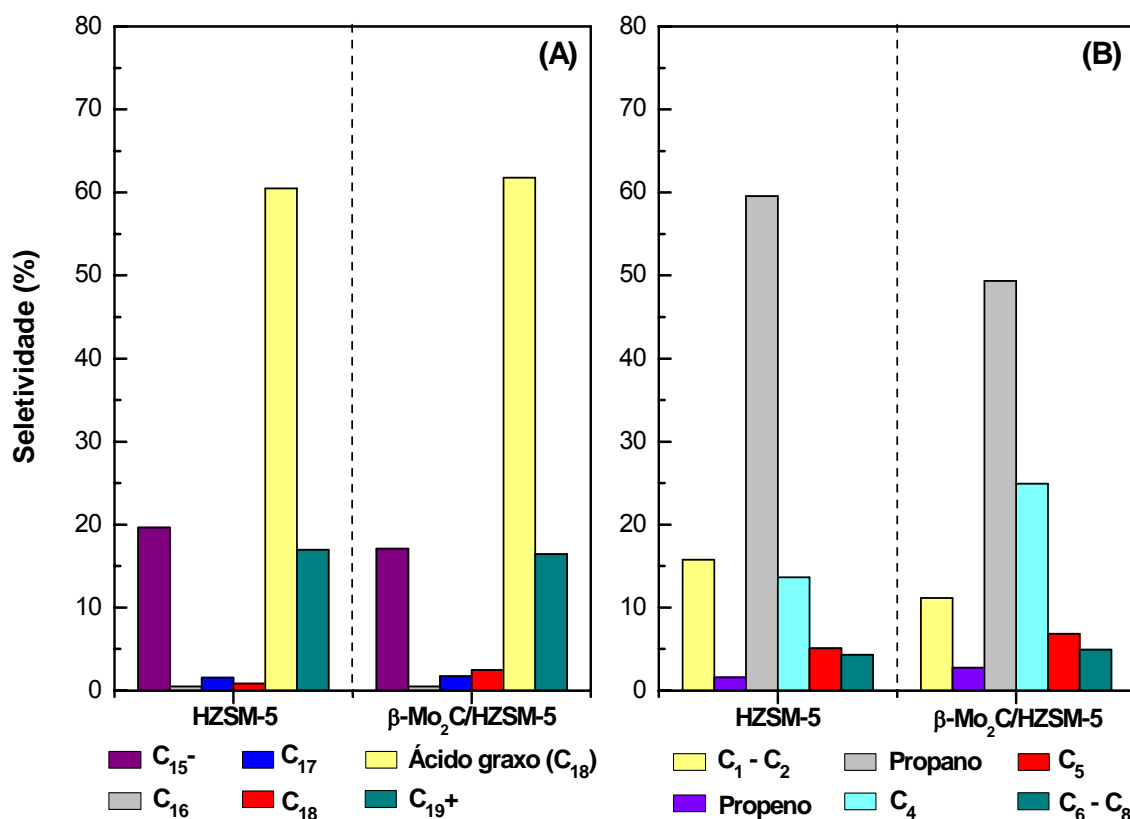 Seletividade (%)
80
70
60
50
40
30
20
10
0
(A)
HZSM-5
β-Mo₂C/HZSM-5
C₁₅-
C₁₇
Ácido graxo (C₁₈)
C₁₆
C₁₈
C₁₉+
80
70
60
50
40
30
20
10
0
(B)
HZSM-5
β-Mo₂C/HZSM-5
C₁ - C₂
Propano
C₅
Propeno
C₄
C₆ - C₈